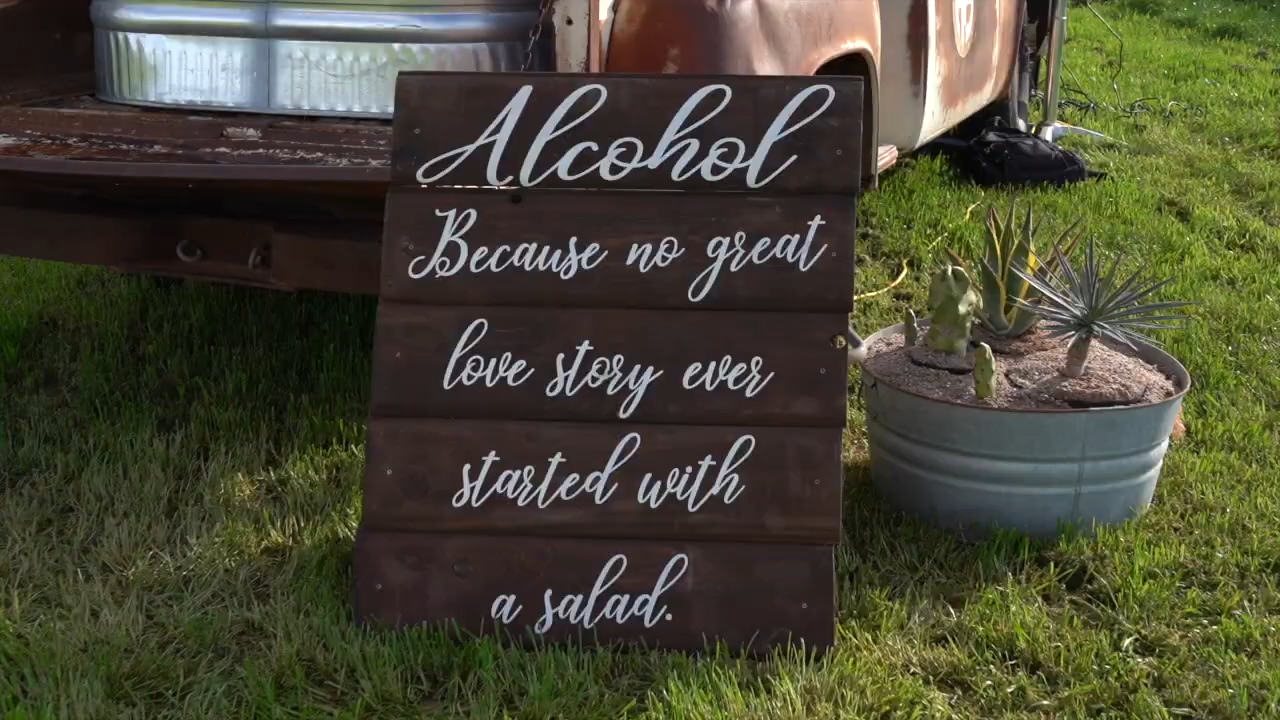 Alcohol
Because no great
love story ever
started with
a salad.